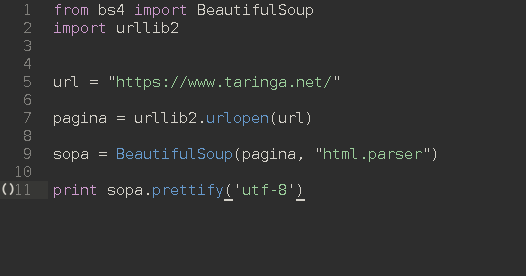 1 from bs4 import BeautifulSoup
2 import urllib2
3
4
5 url = "https://www.taringa.net/"
6
7 pagina = urllib2.urlopen(url)
8
9 sopa = BeautifulSoup(pagina, "html.parser")
10
()11 print sopa.prettify('utf-8')